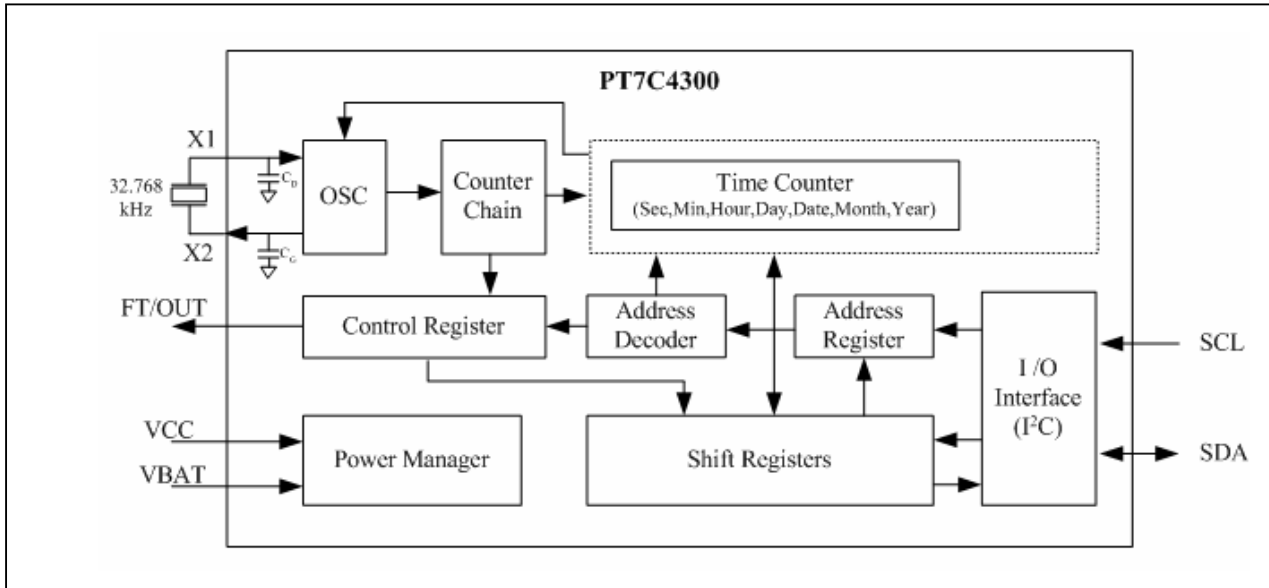 PT7C4300
X1
32.768
kHz
X2
C_D
C_G
OSC
Counter
Chain
Time Counter
(Sec,Min,Hour,Day,Date,Month,Year)
FT/OUT
Control Register
Address
Decoder
Address
Register
I /O
Interface
(I²C)
SCL
SDA
VCC
VBAT
Power Manager
Shift Registers